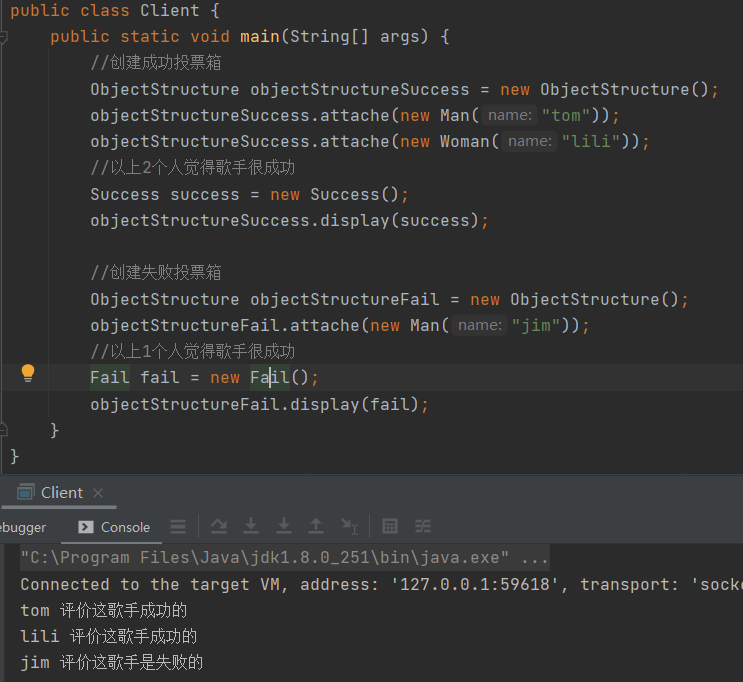 public class Client {
public static void main(String[] args) {
//创建成功投票箱
ObjectStructure objectStructureSuccess = new ObjectStructure();
objectStructureSuccess.attache(new Man( name: "tom"));
objectStructureSuccess.attache(new Woman( name: "lili"));
//以上2个人觉得歌手很成功
Success success = new Success();
objectStructureSuccess.display(success);
//创建失败投票箱
ObjectStructure objectStructureFail = new ObjectStructure();
objectStructureFail.attache(new Man( name: "jim"));
//以上1个人觉得歌手很成功
Fail fail = new Fail();
objectStructureFail.display(fail);
}
}
Client
ebugger Console
"C:\Program Files\Java\jdk1.8.0_251\bin\java.exe" ...
Connected to the target VM, address: '127.0.0.1:59618', transport: 'socke
tom 评价这歌手成功的
lili 评价这歌手成功的
jim 评价这歌手是失败的